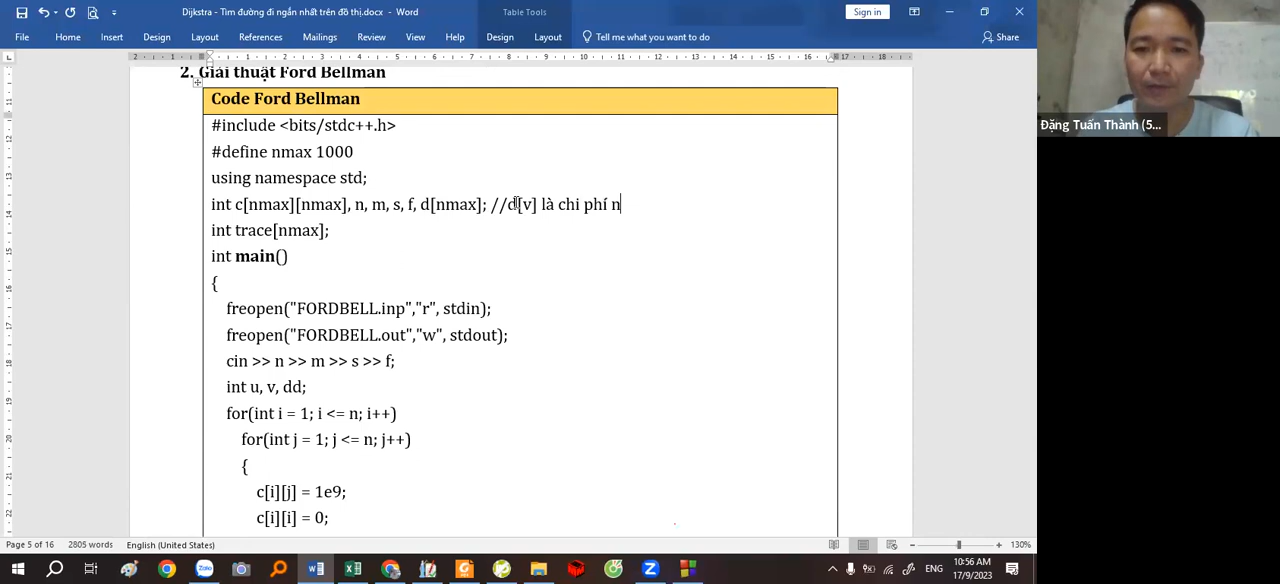 Dijkstra - Tìm đường đi ngắn nhất trên đồ thị.docx - Word
Table Tools
Sign in
File Home Insert Draw Design Layout References Mailings Review View Help Design Layout Tell me what you want to do Share
2. Giải thuật Ford Bellman
Code Ford Bellman
#include <bits/stdc++.h>
#define nmax 1000
using namespace std;
int c[nmax][nmax], n, m, s, f, d[nmax]; //d[v] là chi phí n
int trace[nmax];
int main()
{
freopen("FORDBELL.inp","r", stdin);
freopen("FORDBELL.out","w", stdout);
cin >> n >> m >> s >> f;
int u, v, dd;
for(int i = 1; i <= n; i++)
for(int j = 1; j <= n; j++)
{
c[i][j] = 1e9;
c[i][i] = 0;
Đặng Tuấn Thành (5...
Page 5 of 16 2805 words English (United States) 130%
ENG
10:56 AM
17/9/2023